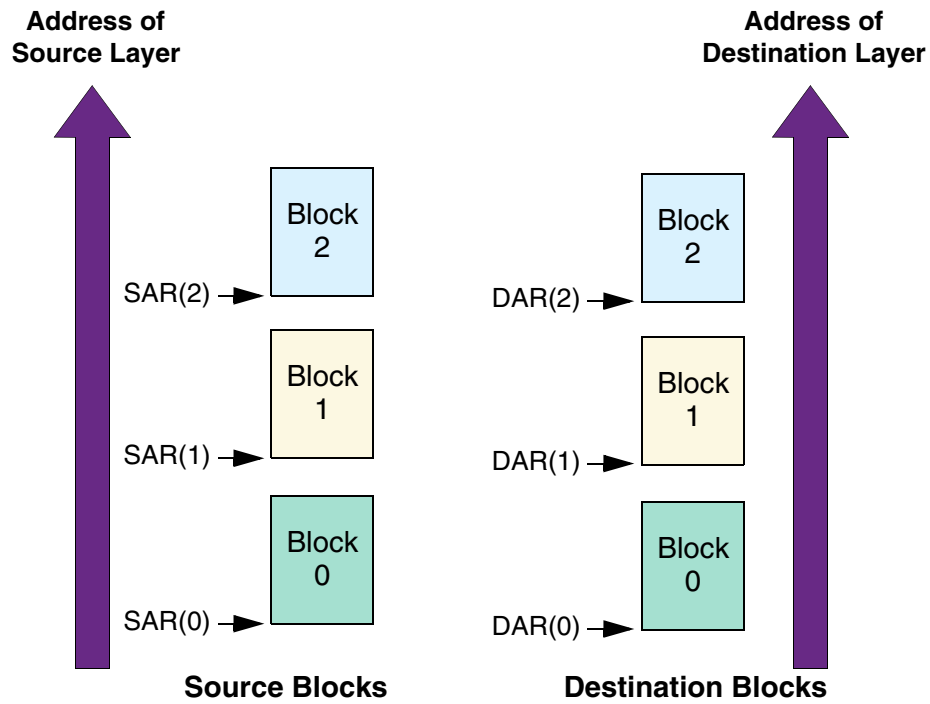 Address of
Source Layer
Address of
Destination Layer
Block
2
SAR(2)
Block
2
DAR(2)
Block
1
SAR(1)
Block
1
DAR(1)
Block
0
SAR(0)
Block
0
DAR(0)
Source Blocks
Destination Blocks